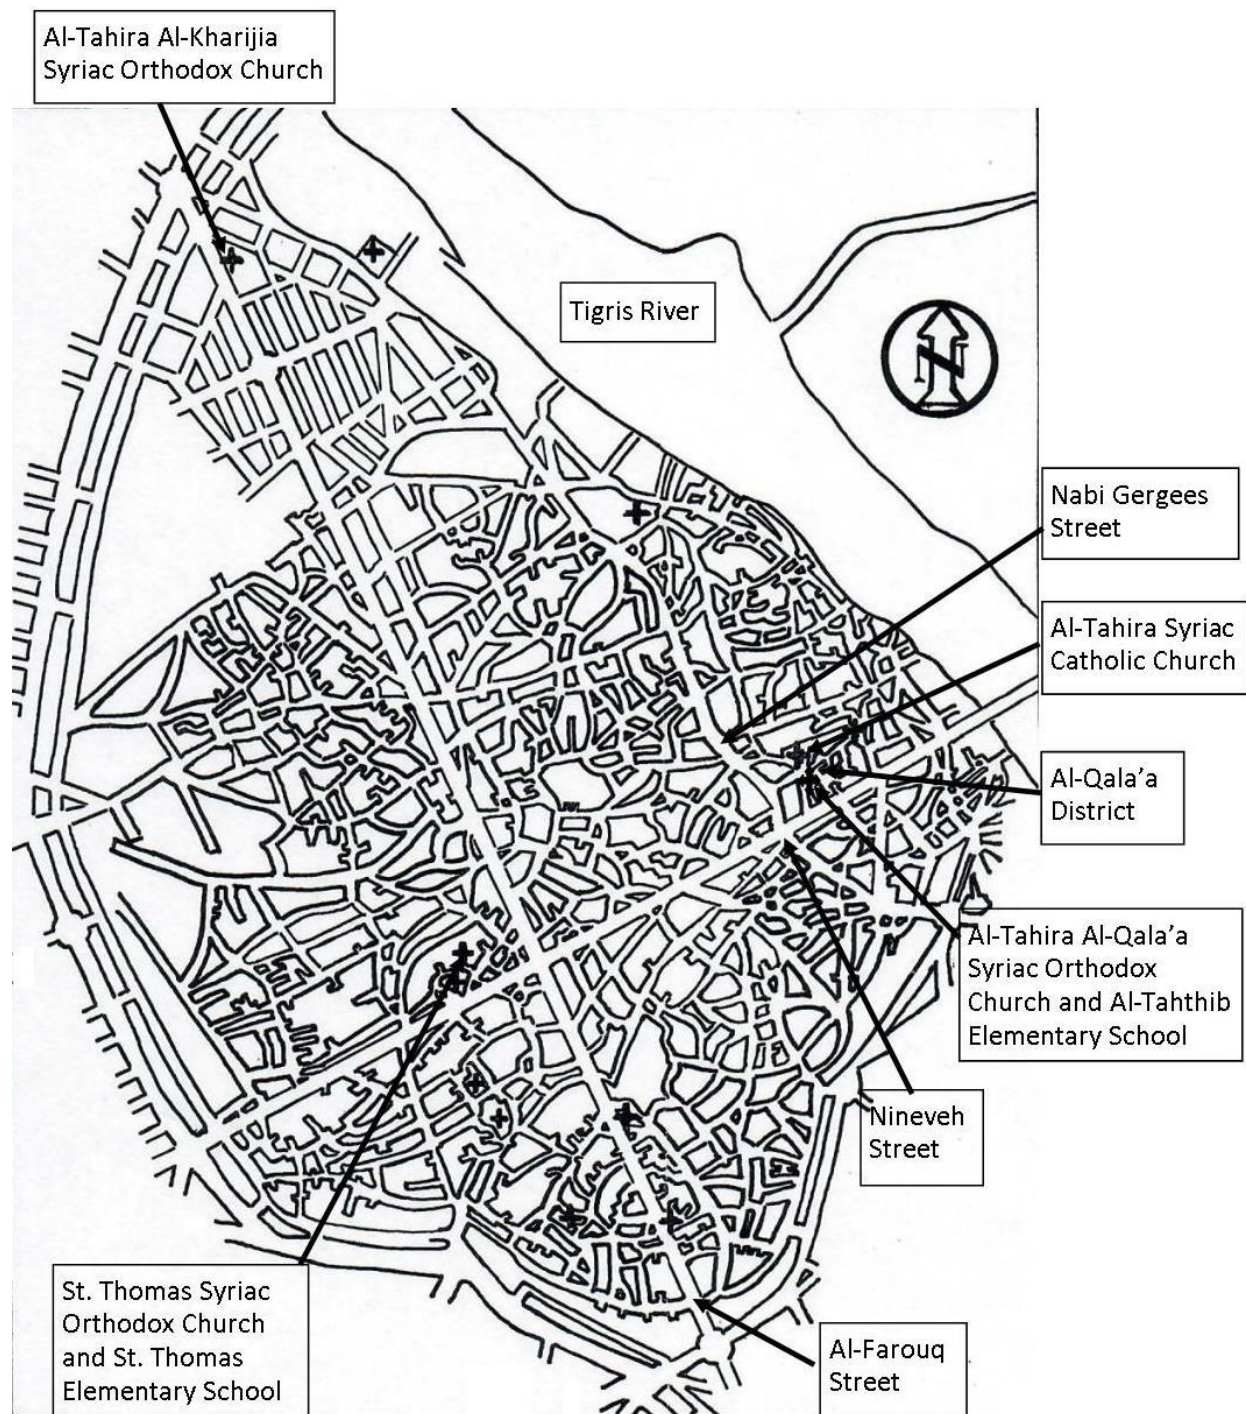 Al-Tahira Al-Kharijia
Syriac Orthodox Church
Tigris River
N
Nabi Gergees
Street
Al-Tahira Syriac
Catholic Church
Al-Qala’a
District
Al-Tahira Al-Qala’a
Syriac Orthodox
Church and Al-Tahthib
Elementary School
Nineveh
Street
St. Thomas Syriac
Orthodox Church
and St. Thomas
Elementary School
Al-Farouq
Street